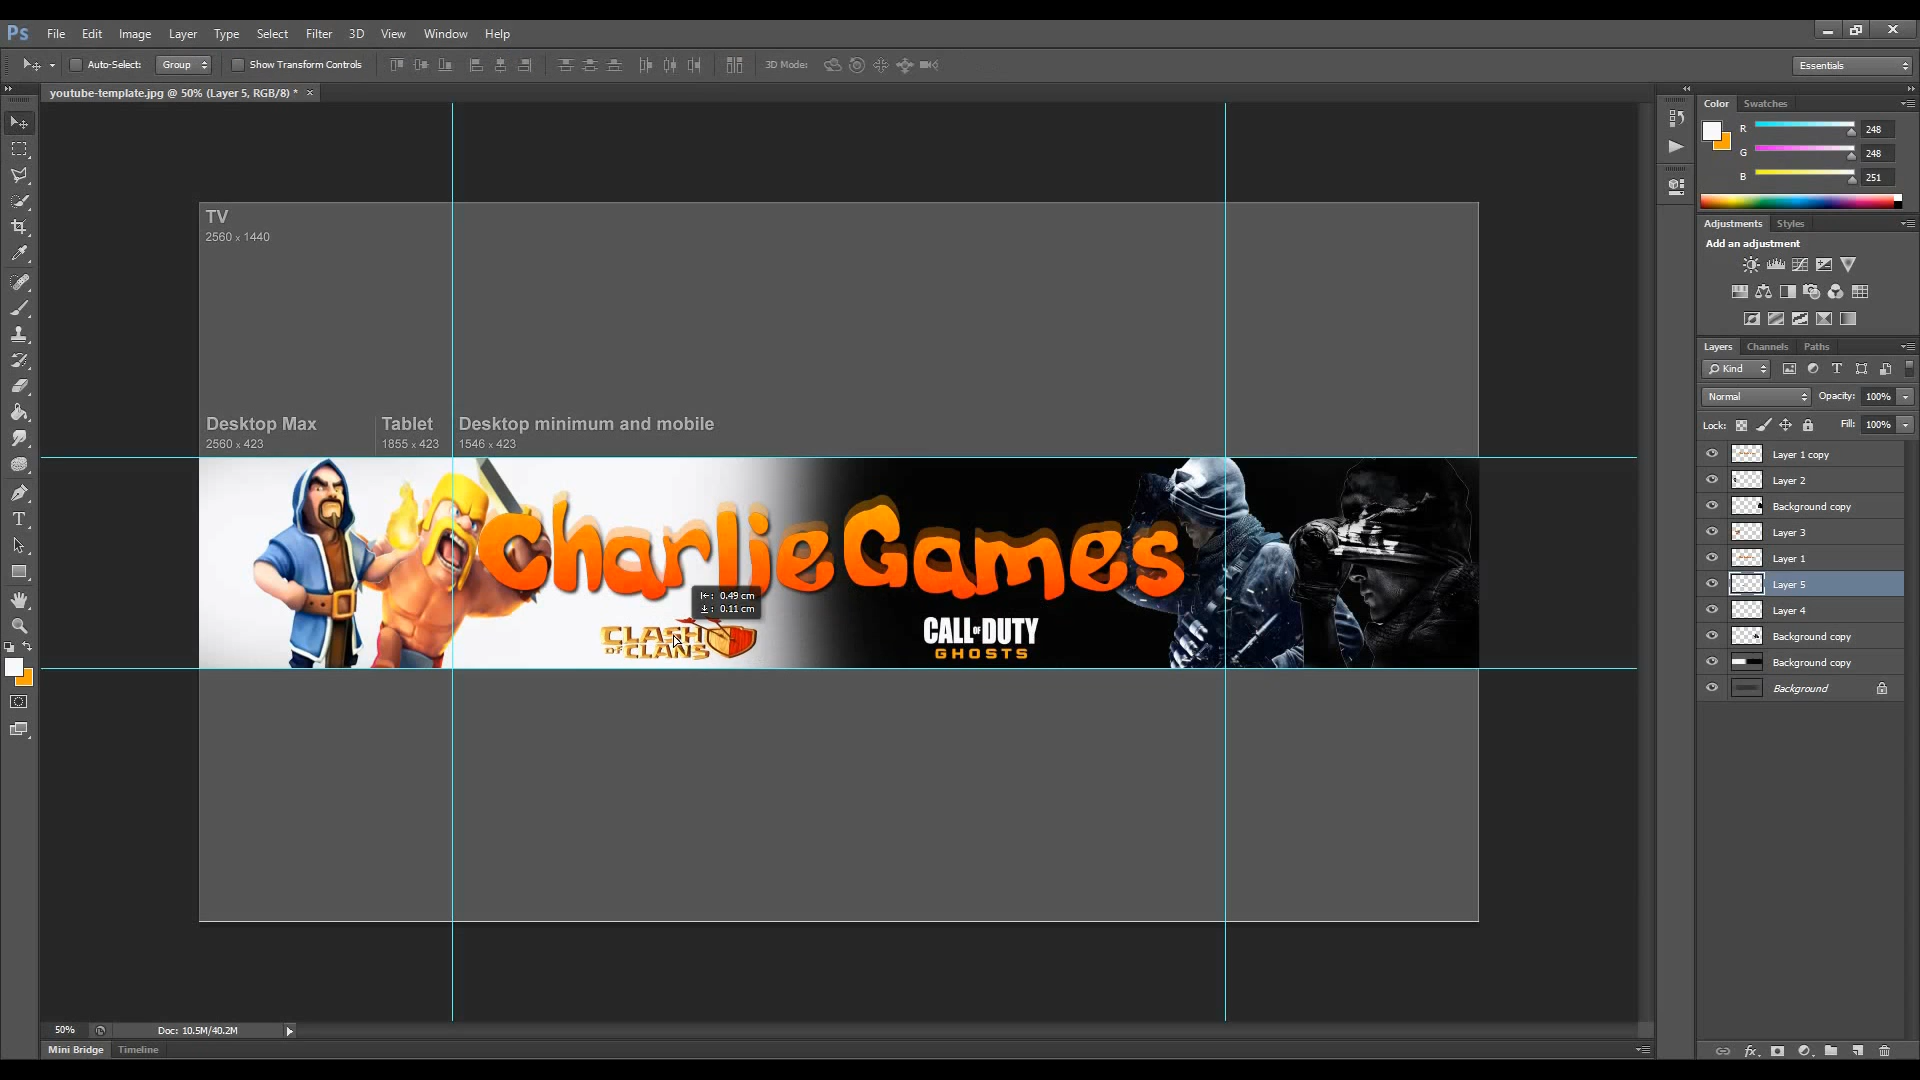 Ps File Edit Image Layer Type Select Filter 3D View Window Help
Auto-Select: Group Show Transform Controls 3D Mode: Essentials
youtube-template.jpg @ 50% (Layer 5, RGB/8) * ×
Color Swatches
R 248
G 248
B 251
Adjustments Styles
Add an adjustment
Layers Channels Paths
Kind T
Normal Opacity: 100%
Lock: Fill: 100%
Layer 1 copy
Layer 2
Background copy
Layer 3
Layer 1
Layer 5
Layer 4
Background copy
Background copy
Background
fx
TV
2560 x 1440
Desktop Max Tablet Desktop minimum and mobile
2560 x 423 1855 x 423 1546 x 423
CharlieGames
0.49 cm
0.11 cm
CLASH
OF CLANS
CALL OF DUTY
GHOSTS
T
50% Doc: 10.5M/40.2M
Mini Bridge Timeline